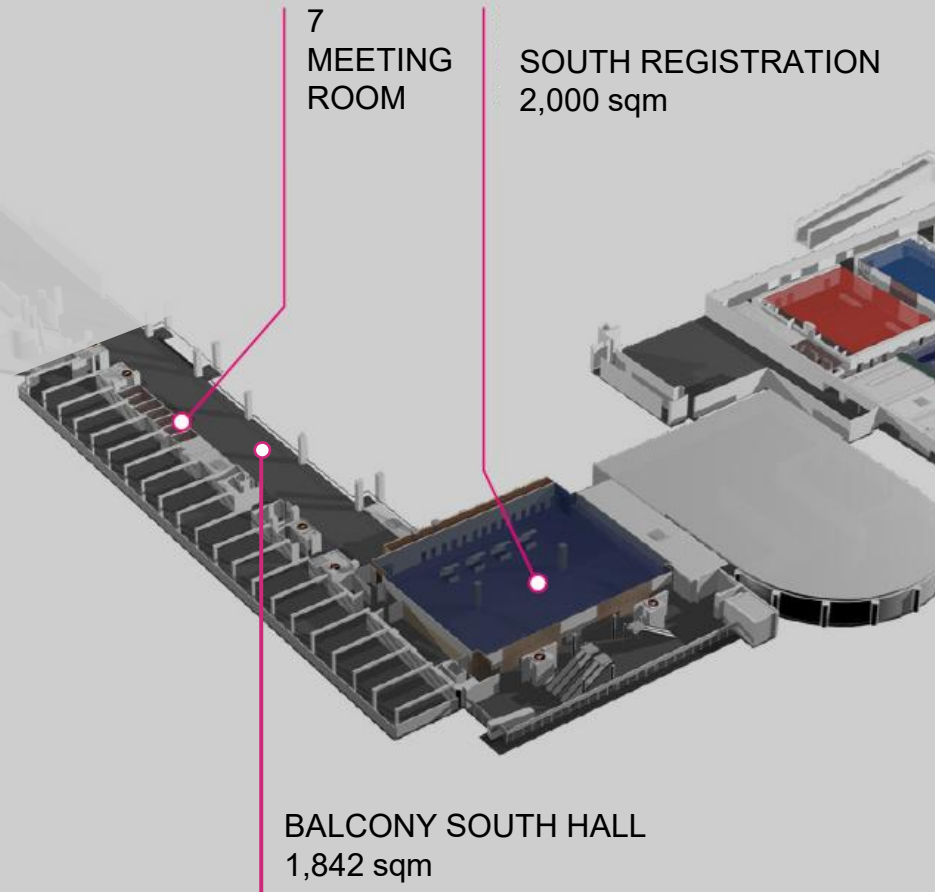 7
MEETING
ROOM
SOUTH REGISTRATION
2,000 sqm
BALCONY SOUTH HALL
1,842 sqm